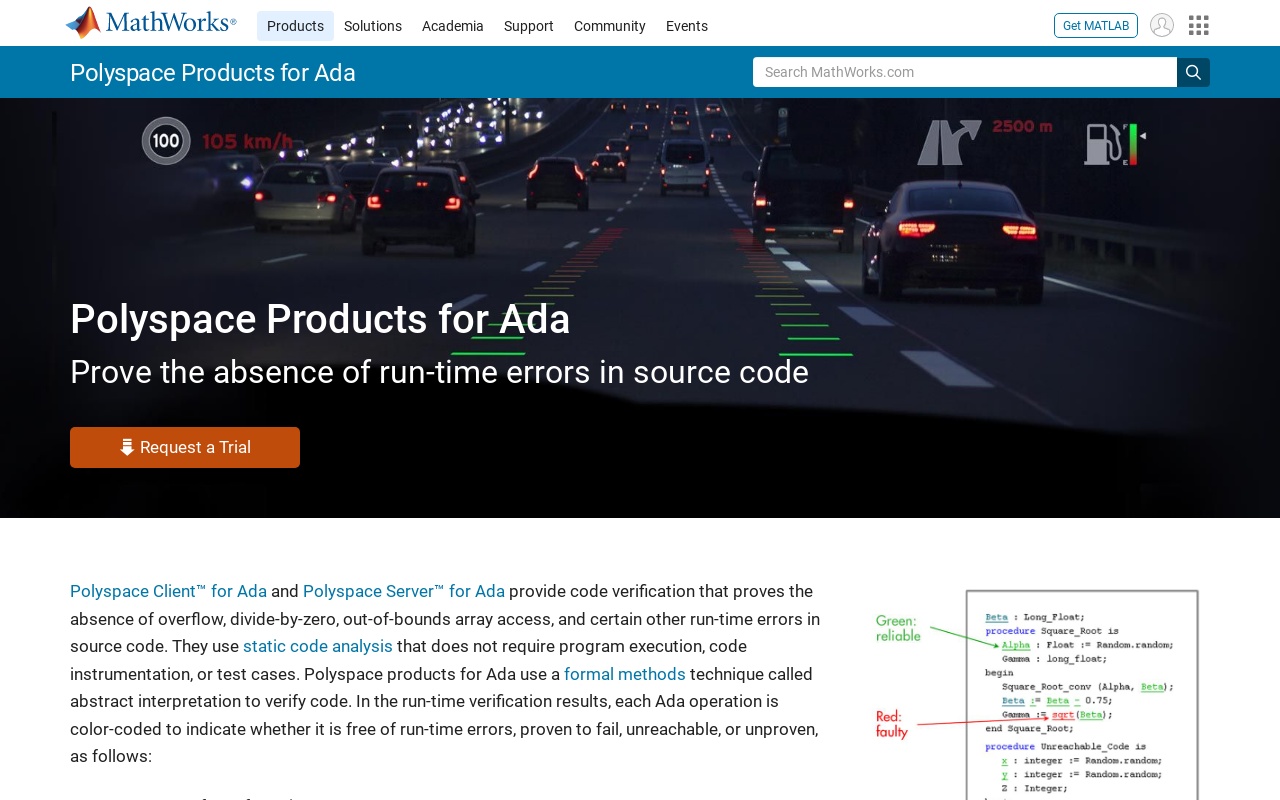 MathWorks®
Products
Solutions
Academia
Support
Community
Events
Get MATLAB
Polyspace Products for Ada
Search MathWorks.com
100
105 km/h
2500 m
E
Polyspace Products for Ada
Prove the absence of run-time errors in source code
Request a Trial
Polyspace Client™ for Ada and Polyspace Server™ for Ada provide code verification that proves the
absence of overflow, divide-by-zero, out-of-bounds array access, and certain other run-time errors in
source code. They use static code analysis that does not require program execution, code
instrumentation, or test cases. Polyspace products for Ada use a formal methods technique called
abstract interpretation to verify code. In the run-time verification results, each Ada operation is
color-coded to indicate whether it is free of run-time errors, proven to fail, unreachable, or unproven,
as follows:
Green:
reliable
Red:
faulty
Beta : Long_Float;
procedure Square_Root is
Alpha : Float := Random.random;
Gamma : long_float;
begin
Square_Root_conv (Alpha, Beta);
Beta := Beta - 0.75;
Gamma := sqrt(Beta);
end Square_Root;
procedure Unreachable_Code is
x : integer := Random.random;
y : integer := Random.random;
Z : Integer;